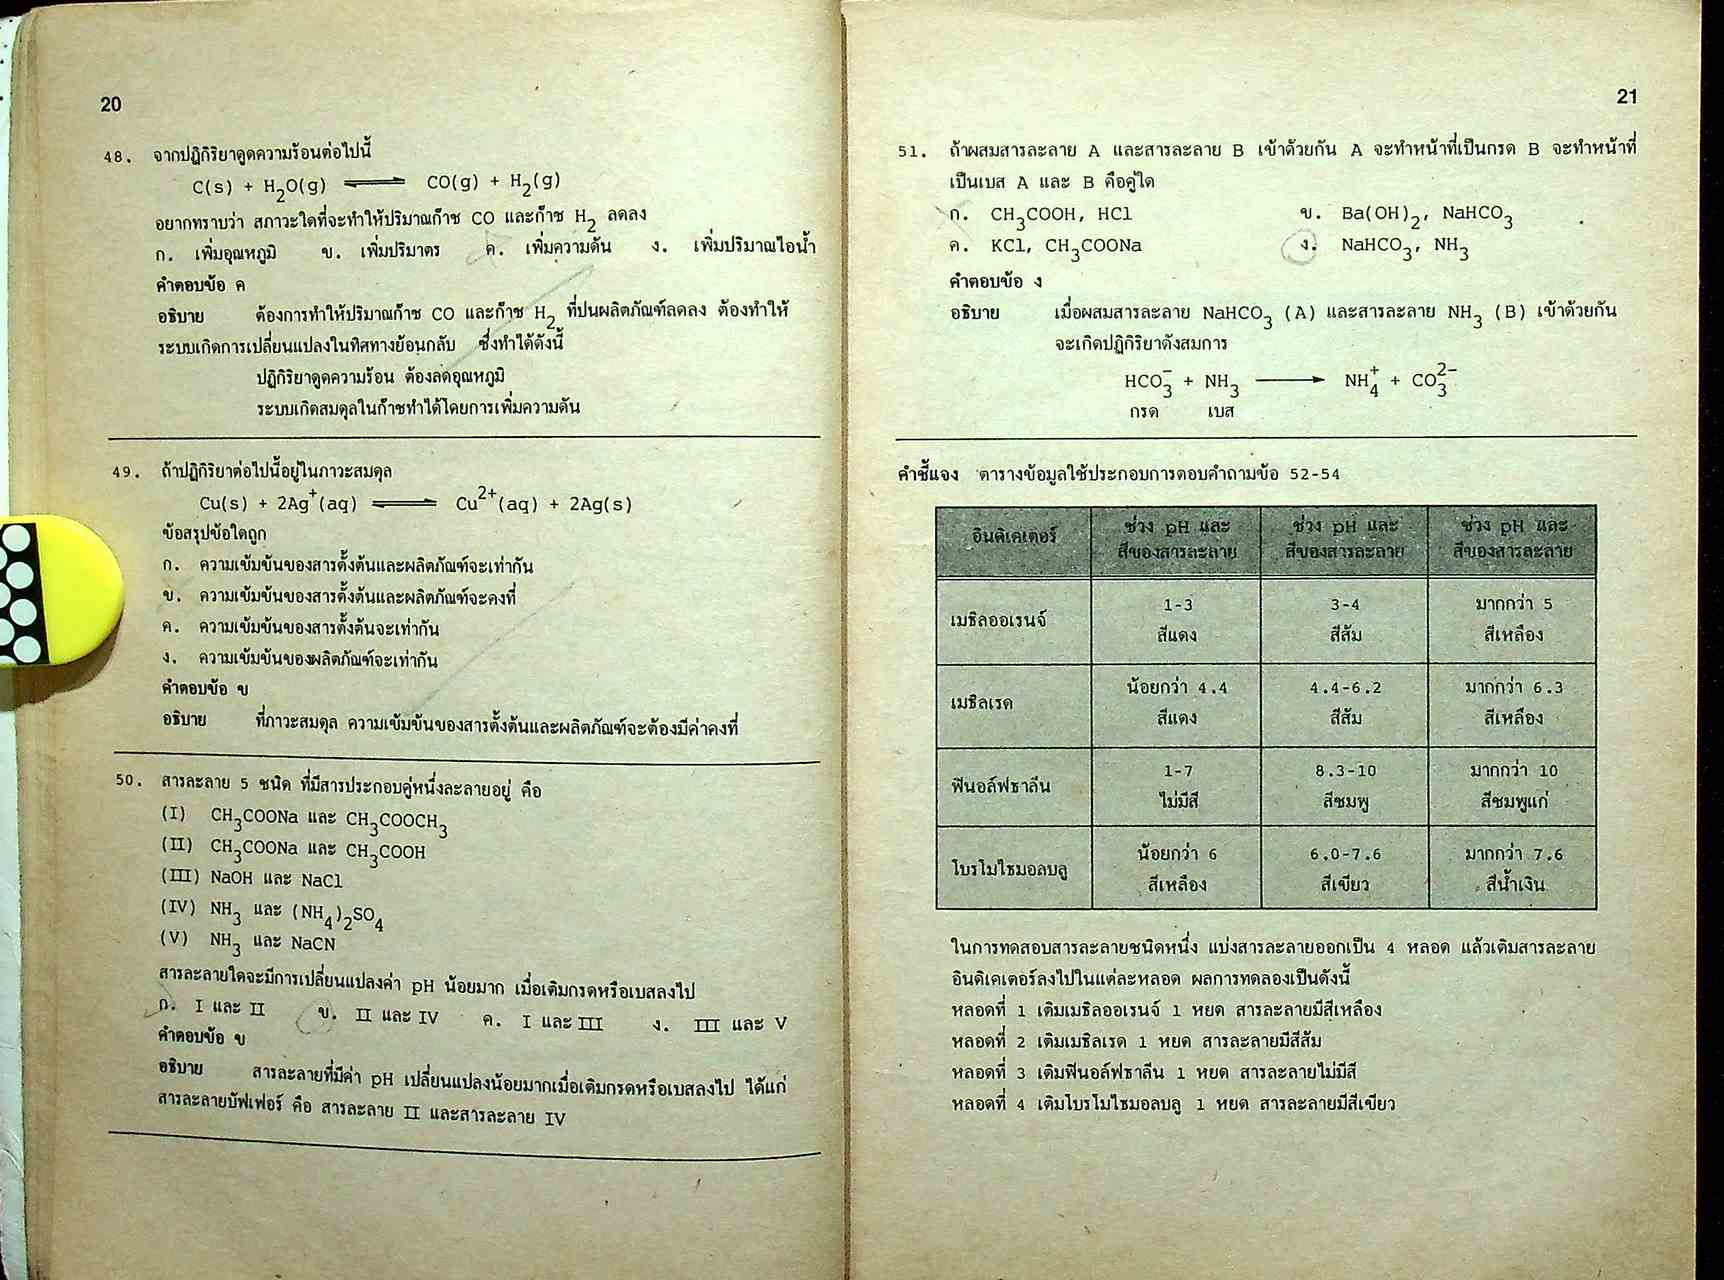 20
48. จากปฏิกิริยาดูดความร้อนต่อไปนี้
C(s) + H2O(g) ⇌ CO(g) + H2(g)
อยากทราบว่า สภาวะใดที่จะทำให้ปริมาณก๊าซ CO และก๊าซ H2 ลดลง
ก. เพิ่มอุณหภูมิ ข. เพิ่มปริมาตร ค. เพิ่มความดัน ง. เพิ่มปริมาณไอน้ำ
คำตอบข้อ ค
อธิบาย ต้องการทำให้ปริมาณก๊าซ CO และก๊าซ H2 ที่ปนผลิตภัณฑ์ลดลง ต้องทำให้
ระบบเกิดการเปลี่ยนแปลงในทิศทางย้อนกลับ ซึ่งทำได้ดังนี้
ปฏิกิริยาดูดความร้อน ต้องลดอุณหภูมิ
ระบบเกิดสมดุลในก๊าซทำได้โดยการเพิ่มความดัน
49. ถ้าปฏิกิริยาต่อไปนี้อยู่ในภาวะสมดุล
Cu(s) + 2Ag+(aq) ⇌ Cu2+(aq) + 2Ag(s)
ข้อสรุปข้อใดถูก
ก. ความเข้มข้นของสารตั้งต้นและผลิตภัณฑ์จะเท่ากัน
ข. ความเข้มข้นของสารตั้งต้นและผลิตภัณฑ์จะคงที่
ค. ความเข้มข้นของสารตั้งต้นจะเท่ากัน
ง. ความเข้มข้นของผลิตภัณฑ์จะเท่ากัน
คำตอบข้อ ข
อธิบาย ที่ภาวะสมดุล ความเข้มข้นของสารตั้งต้นและผลิตภัณฑ์จะต้องมีค่าคงที่
50. สารละลาย 5 ชนิด ที่มีสารประกอบคู่หนึ่งละลายอยู่ คือ
(I) CH3COONa และ CH3COOCH3
(II) CH3COONa และ CH3COOH
(III) NaOH และ NaCl
(IV) NH3 และ (NH4)2SO4
(V) NH3 และ NaCN
สารละลายใดจะมีการเปลี่ยนแปลงค่า pH น้อยมาก เมื่อเติมกรดหรือเบสลงไป
ก. I และ II ข. II และ IV ค. I และ III ง. III และ V
คำตอบข้อ ข
อธิบาย สารละลายที่มีค่า pH เปลี่ยนแปลงน้อยมากเมื่อเติมกรดหรือเบสลงไป ได้แก่
สารละลายบัฟเฟอร์ คือ สารละลาย II และสารละลาย IV
21
51. ถ้าผสมสารละลาย A และสารละลาย B เข้าด้วยกัน A จะทำหน้าที่เป็นกรด B จะทำหน้าที่
เป็นเบส A และ B คือคู่ใด
ก. CH3COOH, HCl ข. Ba(OH)2, NaHCO3
ค. KCl, CH3COONa ง. NaHCO3, NH3
คำตอบข้อ ง
อธิบาย เมื่อผสมสารละลาย NaHCO3 (A) และสารละลาย NH3 (B) เข้าด้วยกัน
จะเกิดปฏิกิริยาดังสมการ
HCO3- + NH3 → NH4+ + CO3 2-
กรด เบส
คำชี้แจง ตารางข้อมูลใช้ประกอบการตอบคำถามข้อ 52-54
อินดิเคเตอร์ ช่วง pH และ สีของสารละลาย ช่วง pH และ สีของสารละลาย ช่วง pH และ สีของสารละลาย
เมธิลออเรนจ์ 1-3 สีแดง 3-4 สีส้ม มากกว่า 5 สีเหลือง
เมธิลเรด น้อยกว่า 4.4 สีแดง 4.4-6.2 สีส้ม มากกว่า 6.3 สีเหลือง
ฟีนอล์ฟธาลีน 1-7 ไม่มีสี 8.3-10 สีชมพู มากกว่า 10 สีชมพูแก่
โบรโมไธมอลบลู น้อยกว่า 6 สีเหลือง 6.0-7.6 สีเขียว มากกว่า 7.6 สีน้ำเงิน
ในการทดสอบสารละลายชนิดหนึ่ง แบ่งสารละลายออกเป็น 4 หลอด แล้วเติมสารละลาย
อินดิเคเตอร์ลงไปในแต่ละหลอด ผลการทดลองเป็นดังนี้
หลอดที่ 1 เติมเมธิลออเรนจ์ 1 หยด สารละลายมีสีเหลือง
หลอดที่ 2 เติมเมธิลเรด 1 หยด สารละลายมีสีส้ม
หลอดที่ 3 เติมฟีนอล์ฟธาลีน 1 หยด สารละลายไม่มีสี
หลอดที่ 4 เติมโบรโมไธมอลบลู 1 หยด สารละลายมีสีเขียว